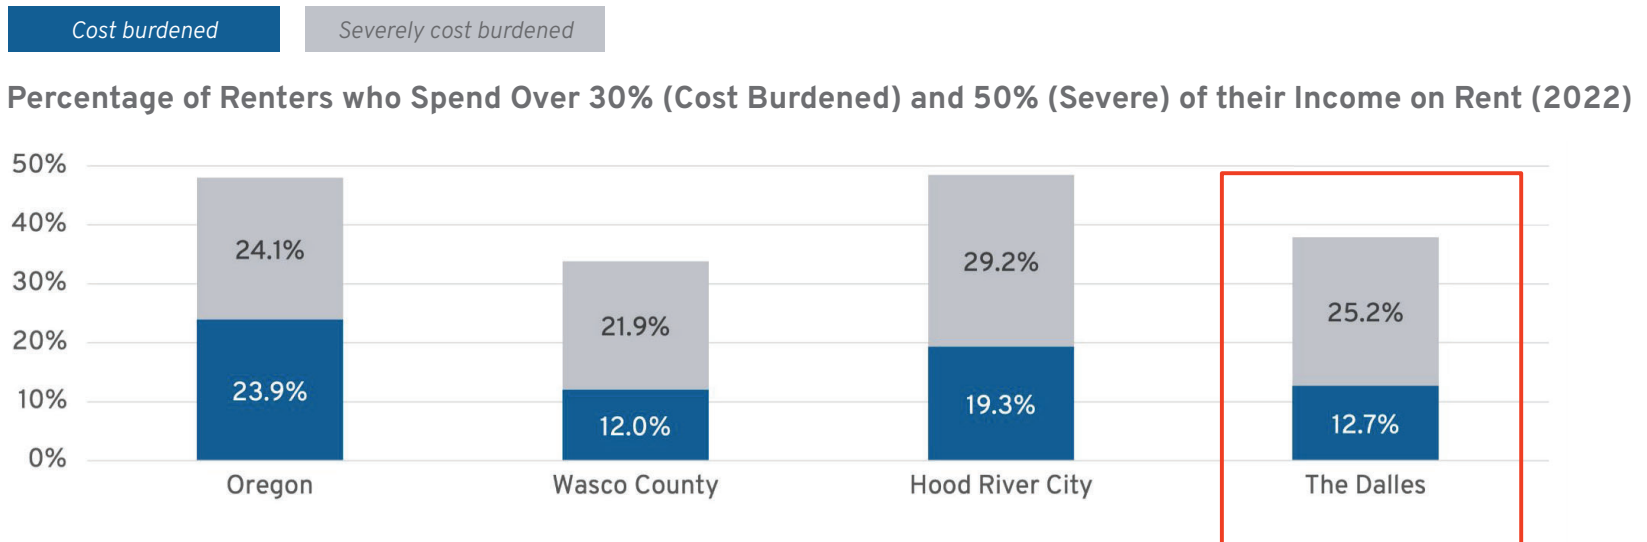 Cost burdened
Severely cost burdened
Percentage of Renters who Spend Over 30% (Cost Burdened) and 50% (Severe) of their Income on Rent (2022)
50%
40%
30%
20%
10%
0%
24.1%
23.9%
21.9%
12.0%
29.2%
19.3%
25.2%
12.7%
Oregon
Wasco County
Hood River City
The Dalles